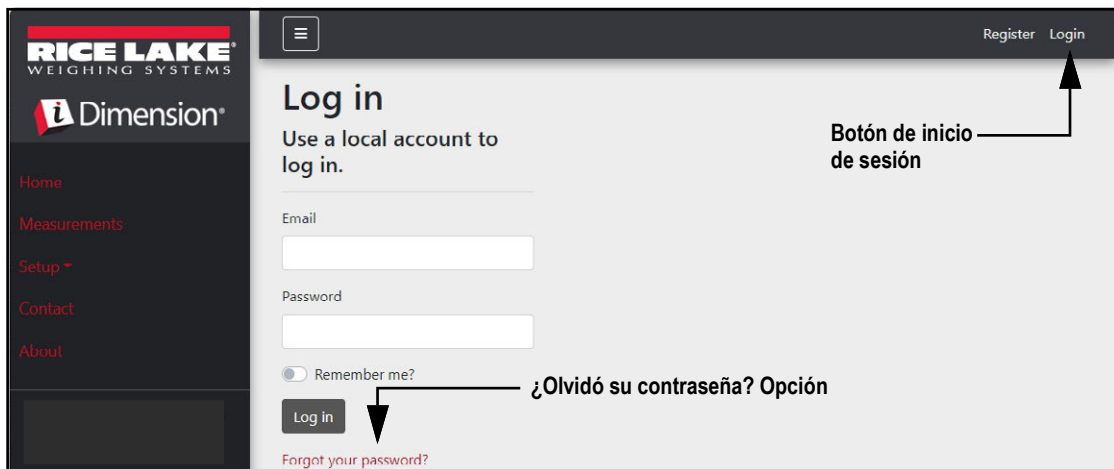 RICE LAKE®
WEIGHING SYSTEMS
i Dimension®
Home
Measurements
Setup
Contact
About
Register Login
Log in
Use a local account to
log in.
Email
Password
Remember me?
Log in
Forgot your password?
Botón de inicio
de sesión
¿Olvidó su contraseña? Opción